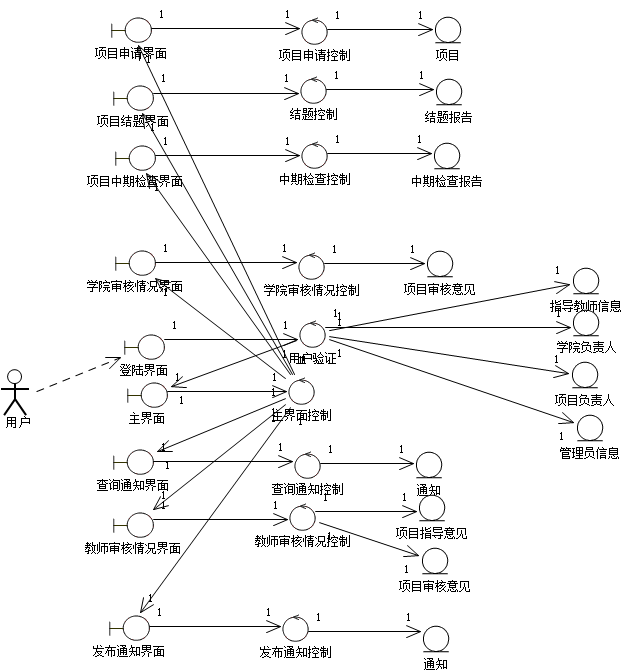 1 1 1 1
项目申请界面 项目申请控制 项目
1
1 1 1 1
项目结题界面 结题控制 结题报告
1
1 1 1 1
项目中期检查界面 中期检查控制 中期检查报告
1
1 1 1 1
学院审核情况界面 学院审核情况控制 项目审核意见
1
1
指导教师信息
1 1 1 1 1
登陆界面 用户验证 学院负责人
1 1
项目负责人
用户
1 1 1
主界面 主界面控制
1 1
1
管理员信息
1 1 1 1
查询通知界面 查询通知控制 通知
1
1 1 1 1
教师审核情况界面 教师审核情况控制 项目指导意见
1 1
项目审核意见
1
1 1 1 1
发布通知界面 发布通知控制 通知